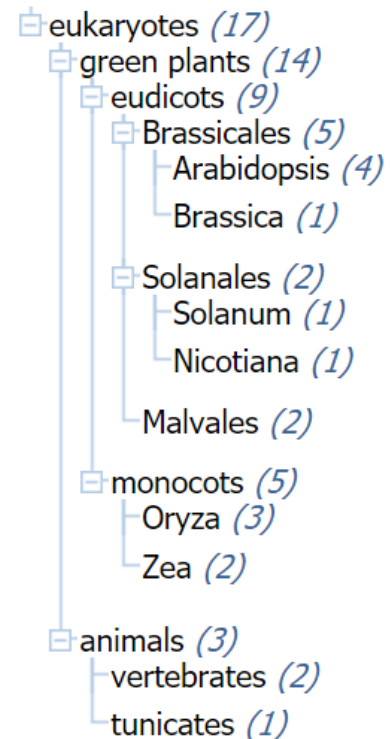 eukaryotes (17)
green plants (14)
eudicots (9)
Brassicales (5)
Arabidopsis (4)
Brassica (1)
Solanales (2)
Solanum (1)
Nicotiana (1)
Malvales (2)
monocots (5)
Oryza (3)
Zea (2)
animals (3)
vertebrates (2)
tunicates (1)